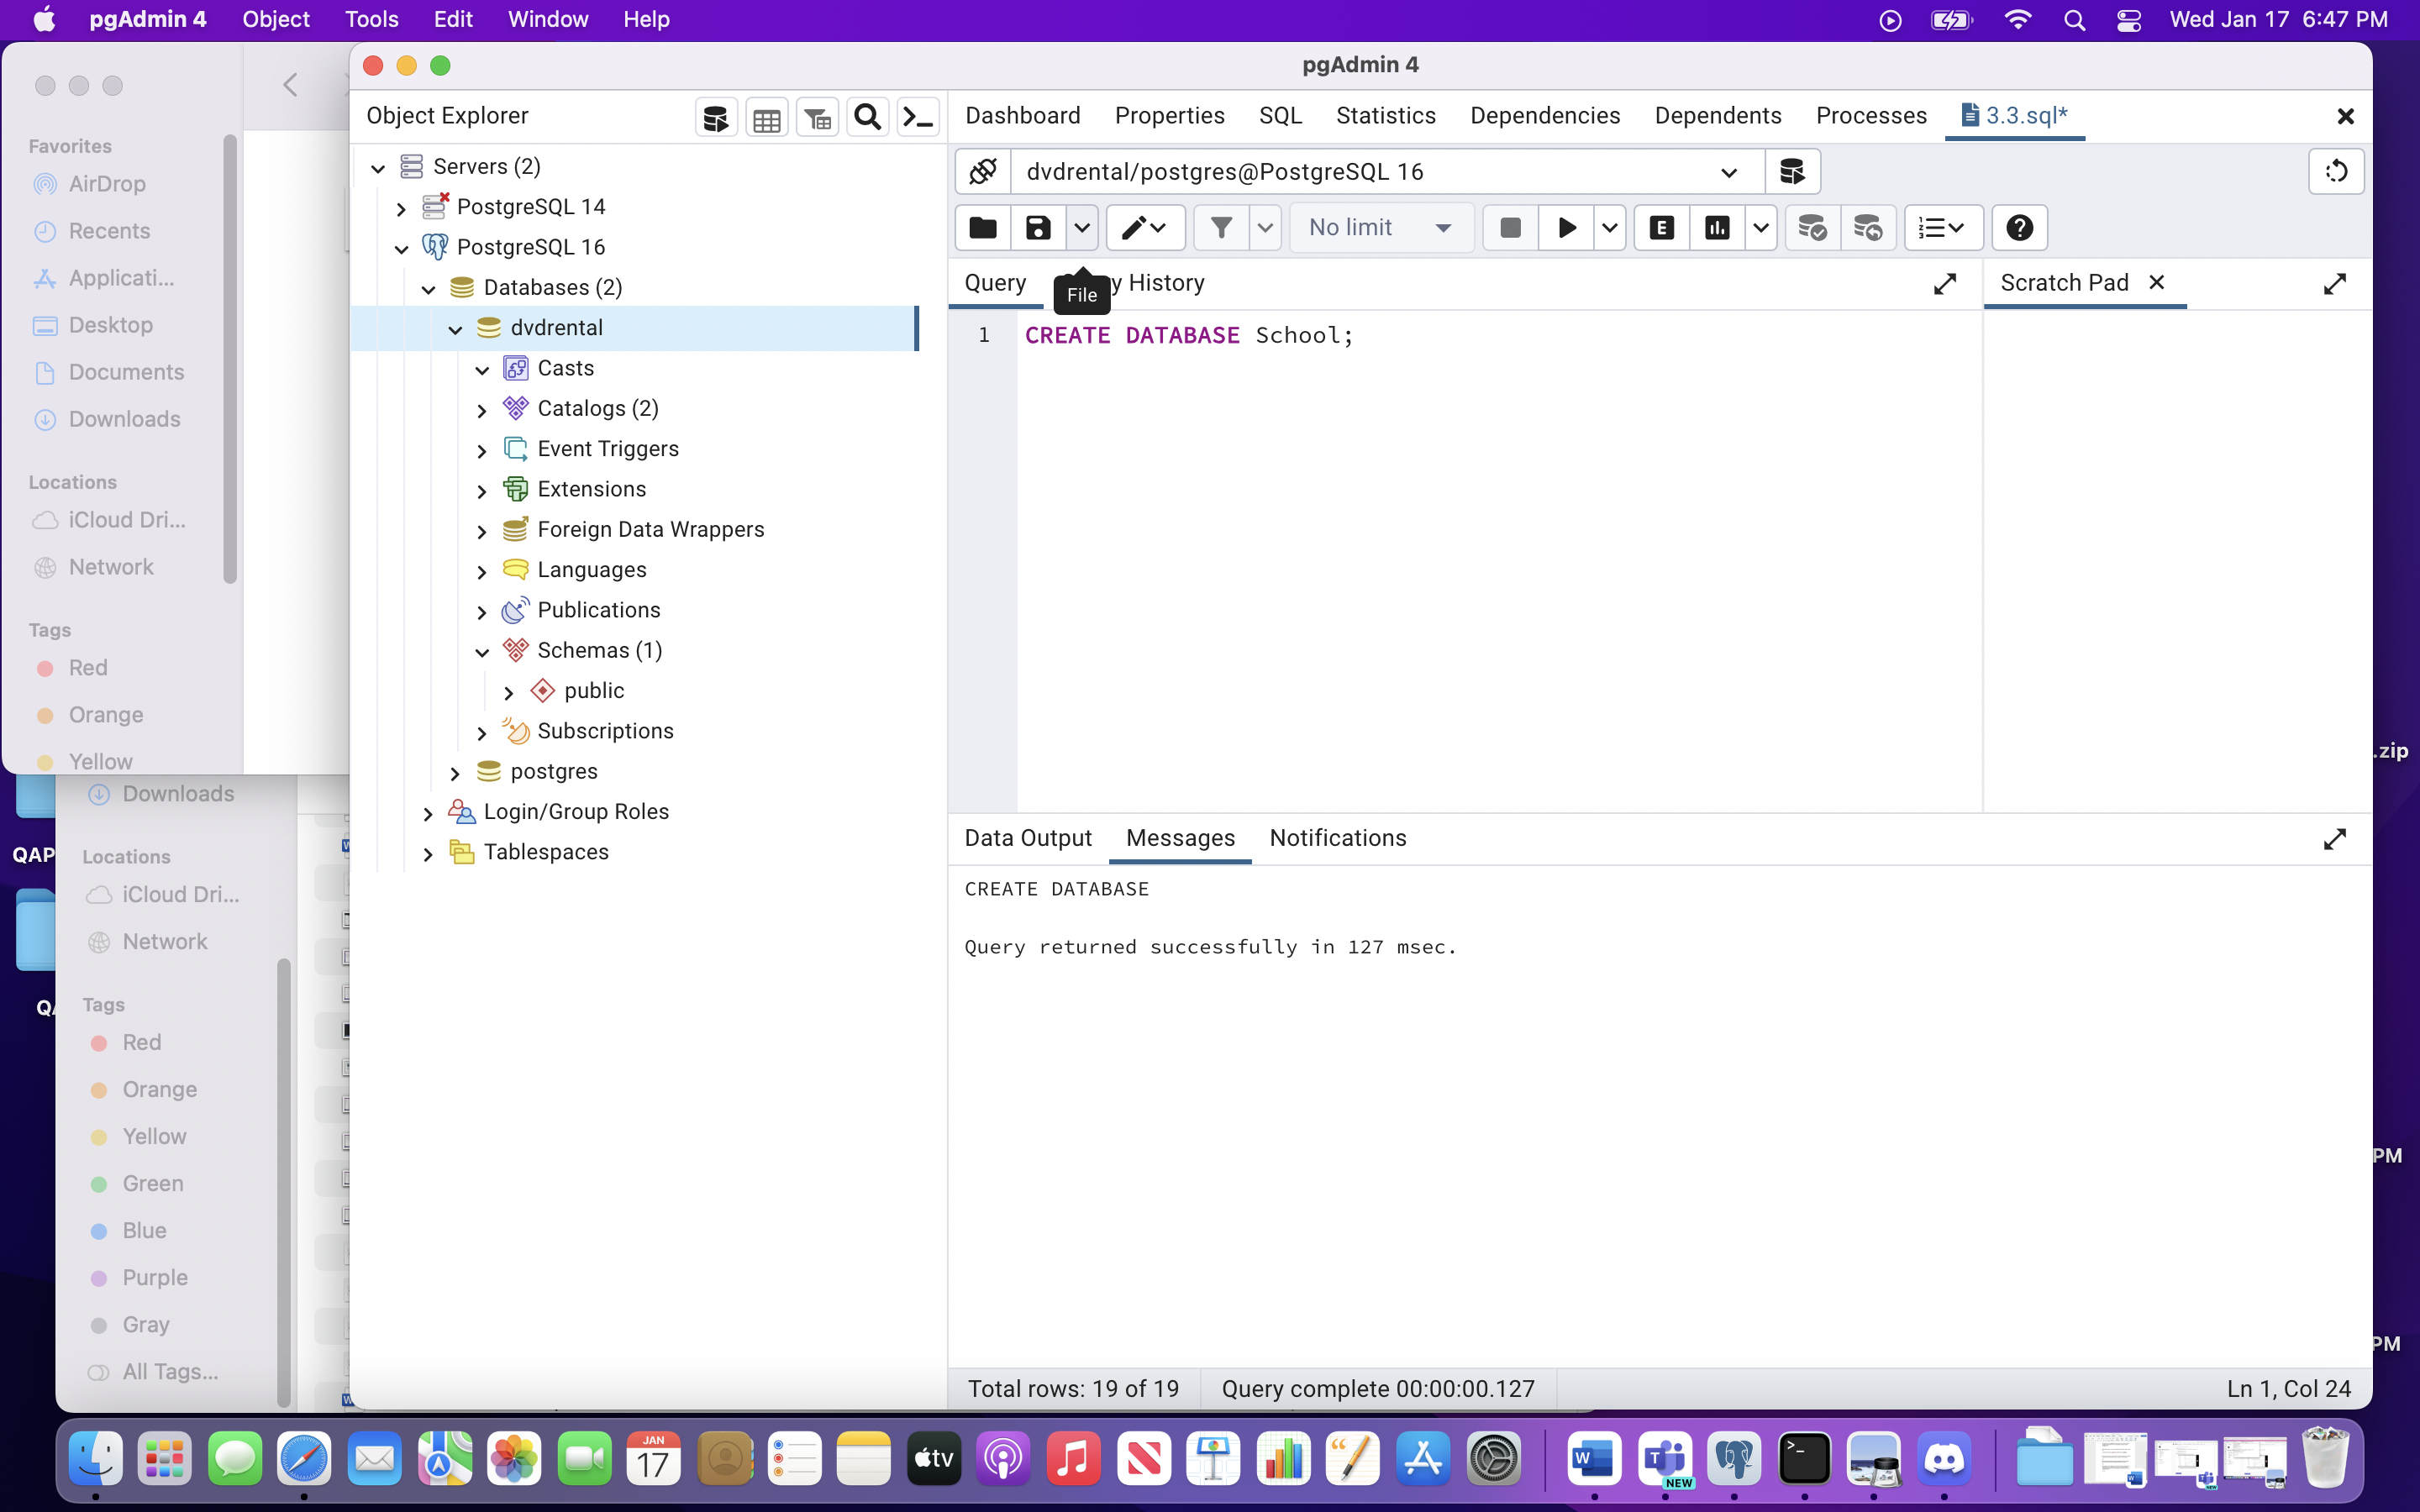 pgAdmin 4 Object Tools Edit Window Help Wed Jan 17 6:47 PM
pgAdmin 4
Favorites
AirDrop
Recents
Applicati...
Desktop
Documents
Downloads
Locations
iCloud Dri...
Network
Tags
Red
Orange
Yellow
Downloads
Locations
iCloud Dri...
Network
Tags
Red
Orange
Yellow
Green
Blue
Purple
Gray
All Tags...
QAP
QA
Object Explorer
Servers (2)
PostgreSQL 14
PostgreSQL 16
Databases (2)
dvdrental
Casts
Catalogs (2)
Event Triggers
Extensions
Foreign Data Wrappers
Languages
Publications
Schemas (1)
public
Subscriptions
postgres
Login/Group Roles
Tablespaces
Dashboard Properties SQL Statistics Dependencies Dependents Processes 3.3.sql*
dvdrental/postgres@PostgreSQL 16
No limit E
Query y History
File
Scratch Pad
1 CREATE DATABASE School;
Data Output Messages Notifications
CREATE DATABASE
Query returned successfully in 127 msec.
Total rows: 19 of 19 Query complete 00:00:00.127 Ln 1, Col 24
.zip
PM
PM
JAN
17
tv
W
T
NEW
>_